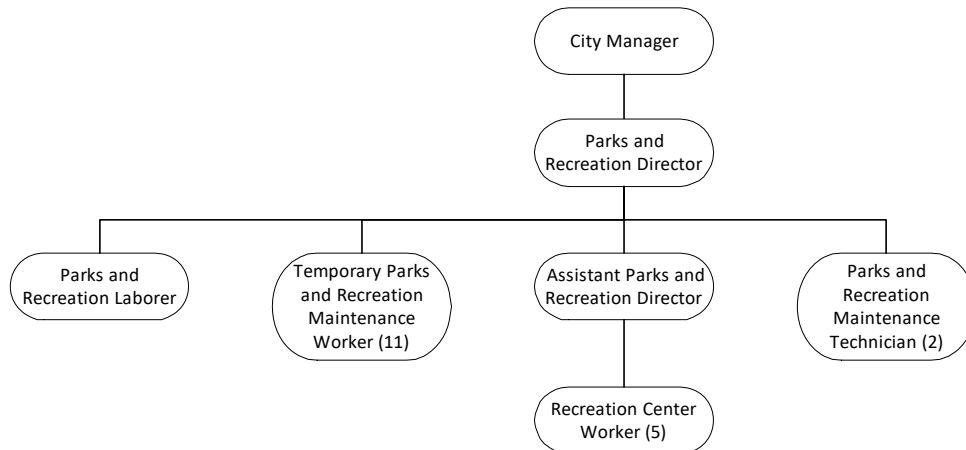 City Manager
Parks and
Recreation Director
Parks and
Recreation Laborer
Temporary Parks
and Recreation
Maintenance
Worker (11)
Assistant Parks and
Recreation Director
Parks and
Recreation
Maintenance
Technician (2)
Recreation Center
Worker (5)